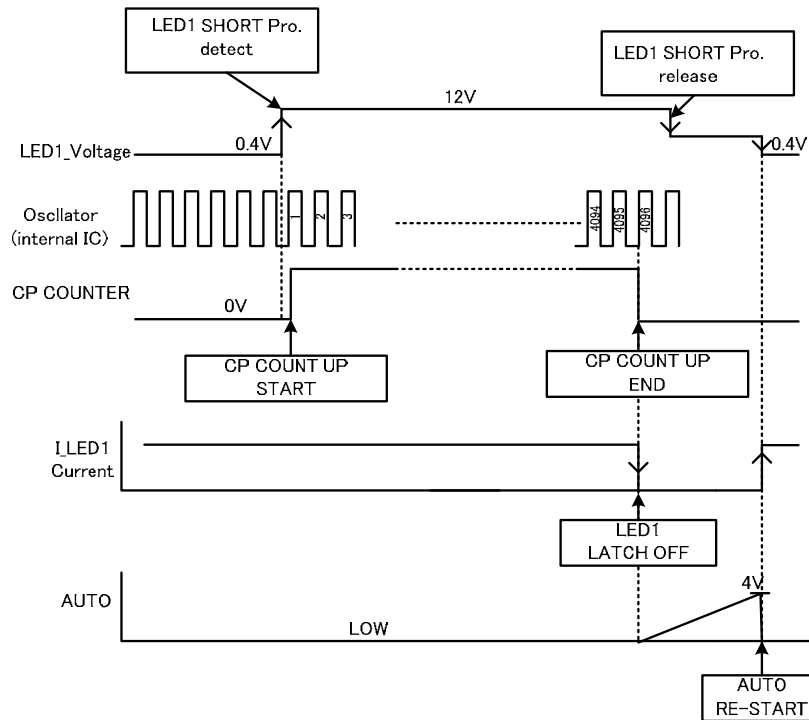 LED1 SHORT Pro.
detect
LED1 SHORT Pro.
release
12V
LED1_Voltage
0.4V
0.4V
Oscllator
(internal IC)
1
2
3
4094
4095
4096
CP COUNTER
0V
CP COUNT UP
START
CP COUNT UP
END
I_LED1
Current
LED1
LATCH OFF
AUTO
LOW
4V
AUTO
RE-START